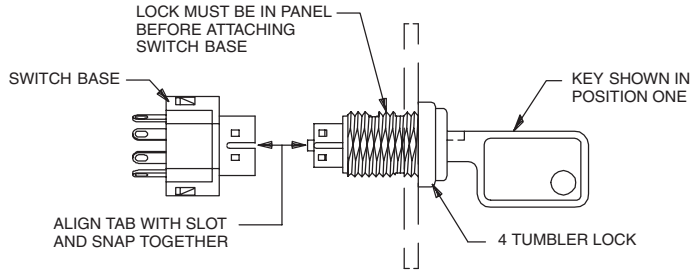 LOCK MUST BE IN PANEL
BEFORE ATTACHING
SWITCH BASE
SWITCH BASE
KEY SHOWN IN
POSITION ONE
ALIGN TAB WITH SLOT
AND SNAP TOGETHER
4 TUMBLER LOCK